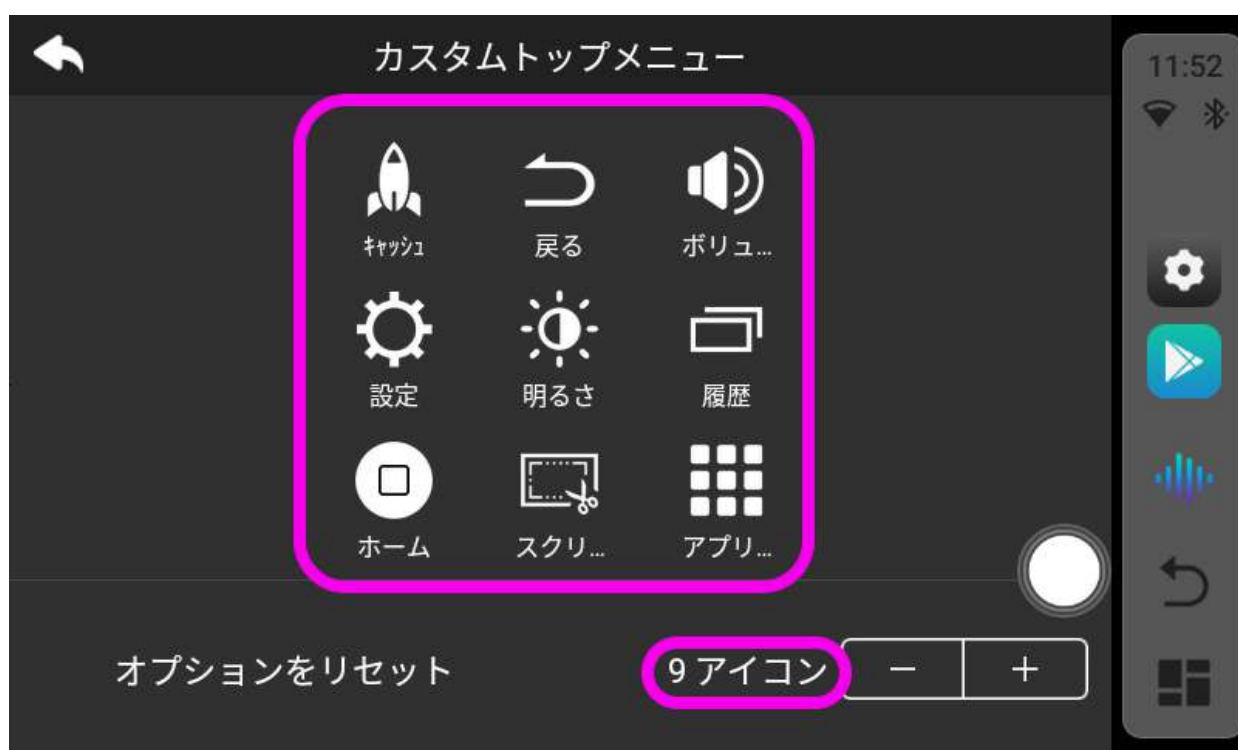 カスタムトップメニュー
11:52
ｷｬｯｼｭ
戻る
ボリュ...
設定
明るさ
履歴
ホーム
スクリ...
アプリ...
オプションをリセット
9 アイコン
− +